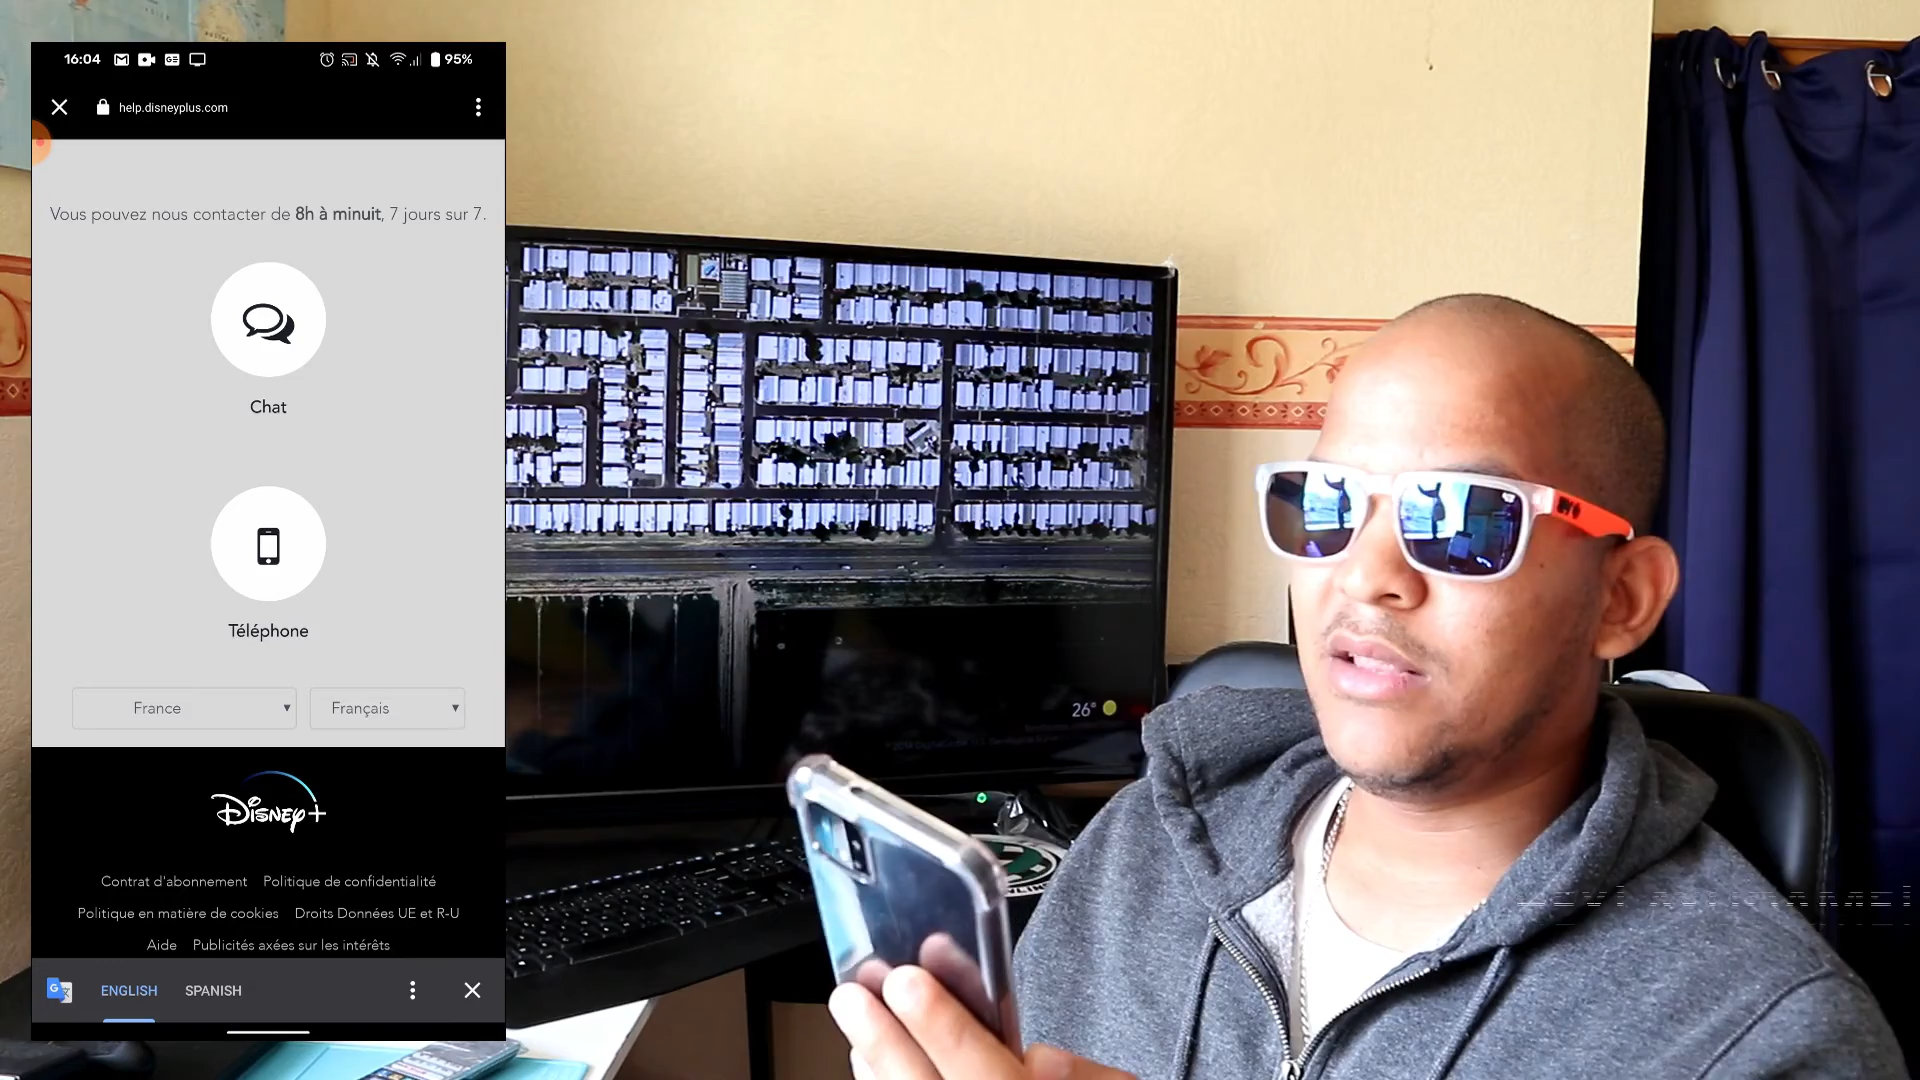 16:04 95%
help.disneyplus.com
Vous pouvez nous contacter de 8h à minuit, 7 jours sur 7.
Chat
Téléphone
France Français
Disney+
Contrat d'abonnement Politique de confidentialité
Politique en matière de cookies Droits Données UE et R-U
Aide Publicités axées sur les intérêts
ENGLISH SPANISH
26°